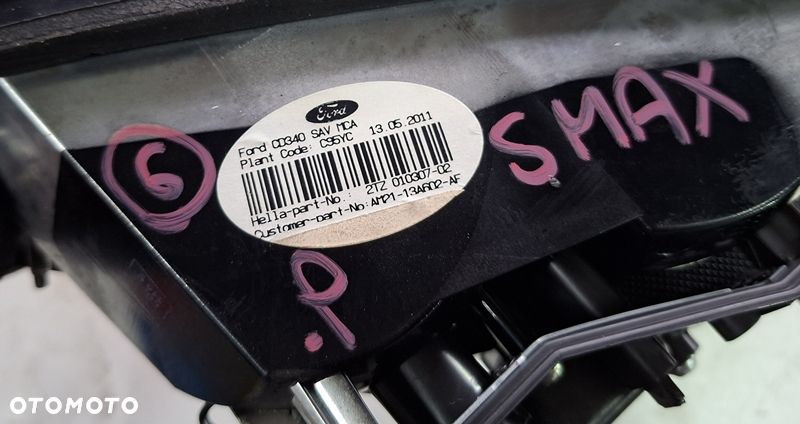 Ford
Ford CD340 SAV MCA 13.05.2011
Plant Code: C95YC
Hella-part-No.: 2TZ 010307-02
Customer-part-No:AM21-13A602-AF
6
SMAX
.P
OTOMOTO